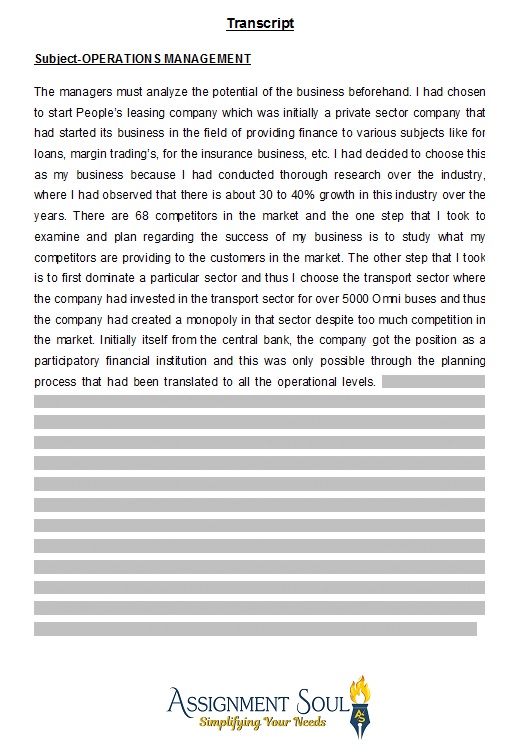 Transcript
Subject-OPERATIONS MANAGEMENT
The managers must analyze the potential of the business beforehand. I had chosen
to start People’s leasing company which was initially a private sector company that
had started its business in the field of providing finance to various subjects like for
loans, margin trading’s, for the insurance business, etc. I had decided to choose this
as my business because I had conducted thorough research over the industry,
where I had observed that there is about 30 to 40% growth in this industry over the
years. There are 68 competitors in the market and the one step that I took to
examine and plan regarding the success of my business is to study what my
competitors are providing to the customers in the market. The other step that I took
is to first dominate a particular sector and thus I choose the transport sector where
the company had invested in the transport sector for over 5000 Omni buses and thus
the company had created a monopoly in that sector despite too much competition in
the market. Initially itself from the central bank, the company got the position as a
participatory financial institution and this was only possible through the planning
process that had been translated to all the operational levels.
ASSIGNMENT SOUL
Simplifying Your Needs
AS